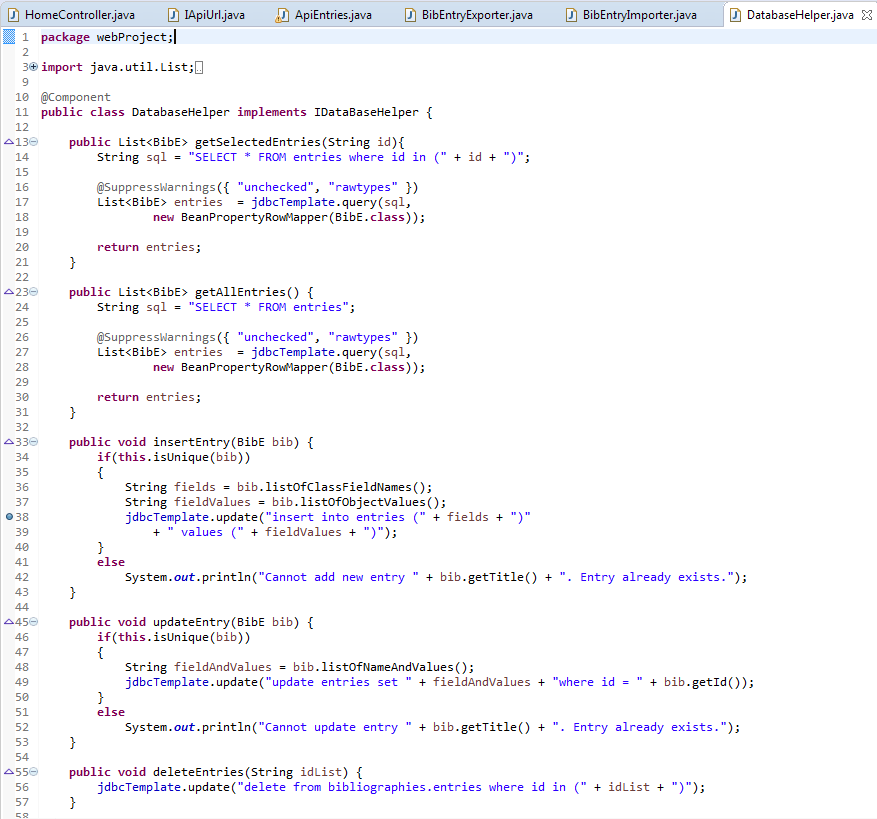 HomeController.java IApiUrl.java ApiEntries.java BibEntryExporter.java BibEntryImporter.java DatabaseHelper.java
1 package webProject;
2
3 import java.util.List;
9
10 @Component
11 public class DatabaseHelper implements IDataBaseHelper {
12
13 public List<BibE> getSelectedEntries(String id){
14 String sql = "SELECT * FROM entries where id in (" + id + ")";
15
16 @SuppressWarnings({ "unchecked", "rawtypes" })
17 List<BibE> entries  = jdbcTemplate.query(sql,
18 new BeanPropertyRowMapper(BibE.class));
19
20 return entries;
21 }
22
23 public List<BibE> getAllEntries() {
24 String sql = "SELECT * FROM entries";
25
26 @SuppressWarnings({ "unchecked", "rawtypes" })
27 List<BibE> entries  = jdbcTemplate.query(sql,
28 new BeanPropertyRowMapper(BibE.class));
29
30 return entries;
31 }
32
33 public void insertEntry(BibE bib) {
34 if(this.isUnique(bib))
35 {
36 String fields = bib.listOfClassFieldNames();
37 String fieldValues = bib.listOfObjectValues();
38 jdbcTemplate.update("insert into entries (" + fields + ")"
39 + " values (" + fieldValues + ")");
40 }
41 else
42 System.out.println("Cannot add new entry " + bib.getTitle() + ". Entry already exists.");
43 }
44
45 public void updateEntry(BibE bib) {
46 if(this.isUnique(bib))
47 {
48 String fieldAndValues = bib.listOfNameAndValues();
49 jdbcTemplate.update("update entries set " + fieldAndValues + "where id = " + bib.getId());
50 }
51 else
52 System.out.println("Cannot update entry " + bib.getTitle() + ". Entry already exists.");
53 }
54
55 public void deleteEntries(String idList) {
56 jdbcTemplate.update("delete from bibliographies.entries where id in (" + idList + ")");
57 }
58